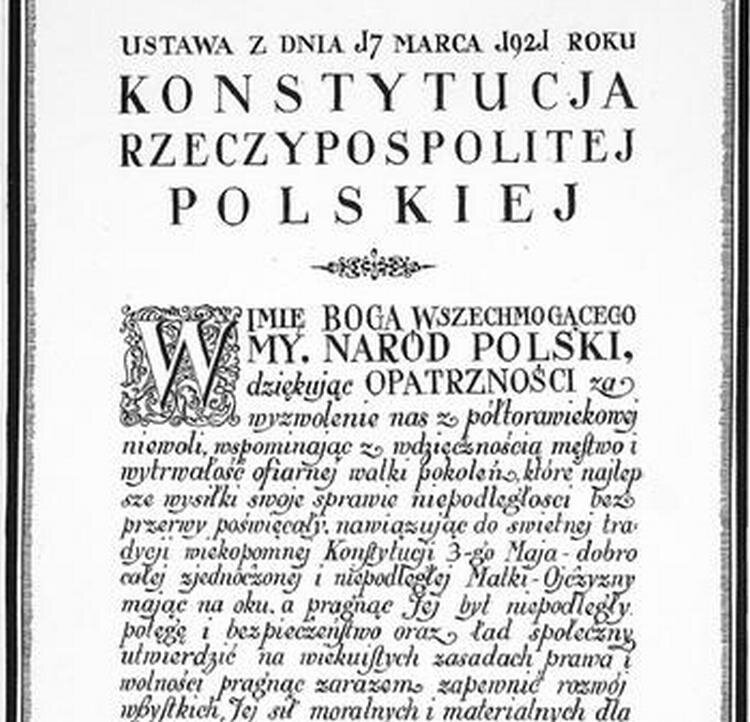 USTAWA Z DNIA 17 MARCA 1921 ROKU
KONSTYTUCJA
RZECZYPOSPOLITEJ
POLSKIEJ
W IMIĘ BOGA WSZECHMOGĄCEGO
MY, NARÓD POLSKI,
dziękując OPATRZNOŚCI za
wyzwolenie nas z półtorawiekowej
niewoli, wspominając z wdzięcznością męstwo i
wytrwałość ofiarnej walki pokoleń, które najlep
sze wysiłki swoje sprawie niepodległości bez
przerwy poświęcały, nawiązując do świetnej tra-
dycji wiekopomnej Konstytucji 3-go Maja - dobro
całej zjednoczonej i niepodległej Matki-Ojczyzny
mając na oku, a pragnąc Jej byt niepodległy,
potęgę i bezpieczeństwo oraz ład społeczny
utwierdzić na wiekuistych zasadach prawa i
wolności pragnąc zarazem zapewnić rozwój
wszystkich Jej sił moralnych i materialnych dla